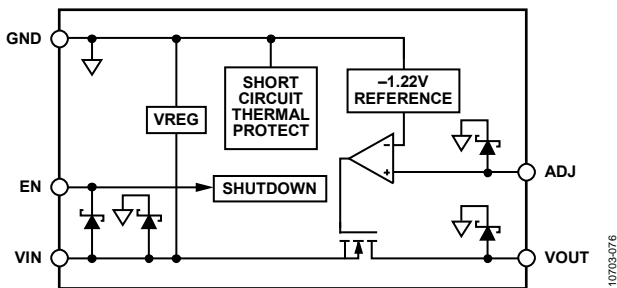 GND
SHORT
CIRCUIT
THERMAL
PROTECT
–1.22V
REFERENCE
VREG
–
+
ADJ
EN
SHUTDOWN
VIN
VOUT
10703-076